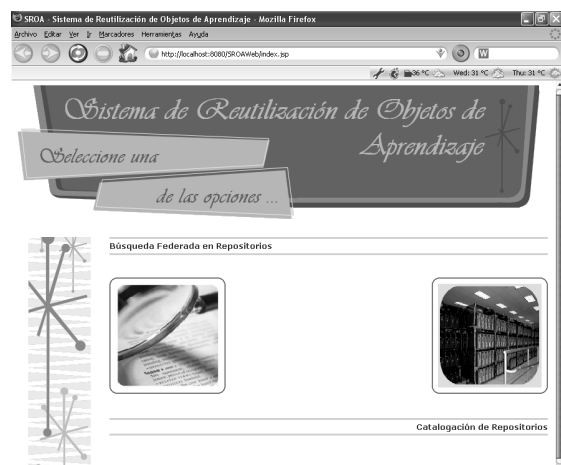 SROA - Sistema de Reutilización de Objetos de Aprendizaje - Mozilla Firefox
Archivo Editar Ver Ir Marcadores Herramientas Ayuda
http://localhost:8080/SROAWeb/index.jsp
36 °C Wed: 31 °C Thu: 31 °C
Sistema de Reutilización de Objetos de
Aprendizaje
Seleccione una
de las opciones ...
Búsqueda Federada en Repositorios
Catalogación de Repositorios